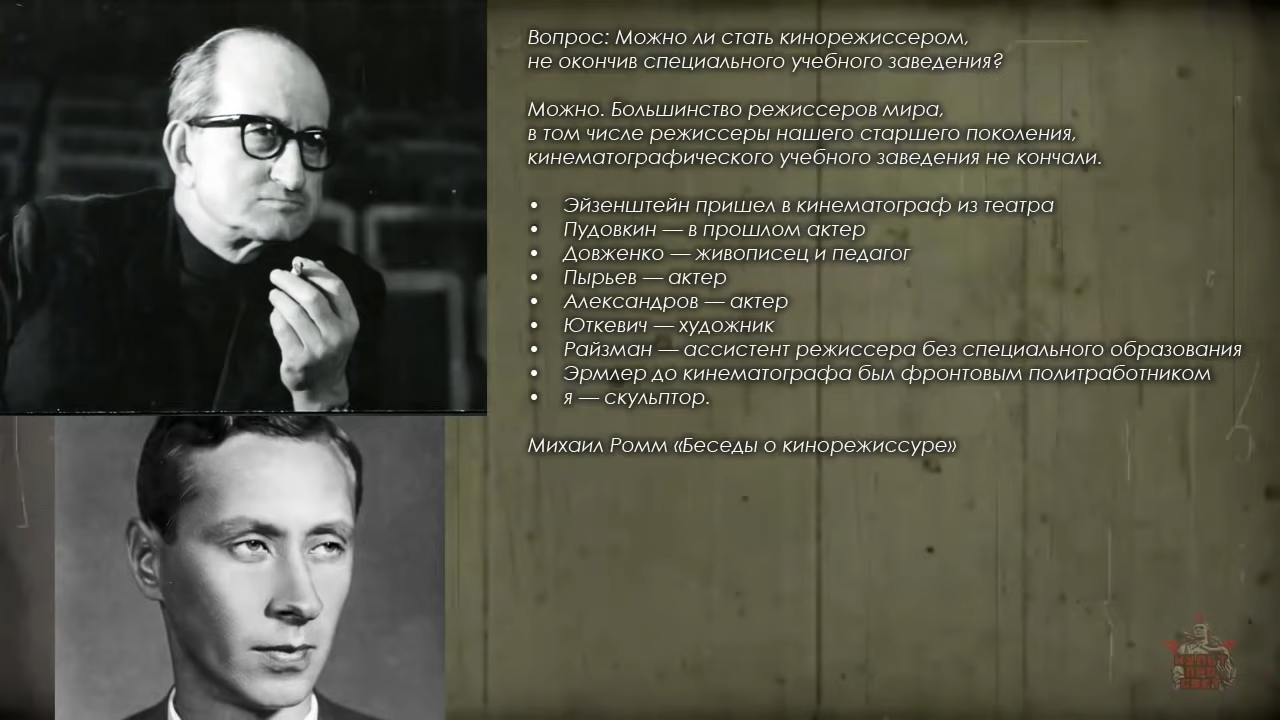 Вопрос: Можно ли стать кинорежиссером,
не окончив специального учебного заведения?
Можно. Большинство режиссеров мира,
в том числе режиссеры нашего старшего поколения,
кинематографического учебного заведения не кончали.
• Эйзенштейн пришел в кинематограф из театра
• Пудовкин — в прошлом актер
• Довженко — живописец и педагог
• Пырьев — актер
• Александров — актер
• Юткевич — художник
• Райзман — ассистент режиссера без специального образования
• Эрмлер до кинематографа был фронтовым политработником
• я — скульптор.
Михаил Ромм «Беседы о кинорежиссуре»